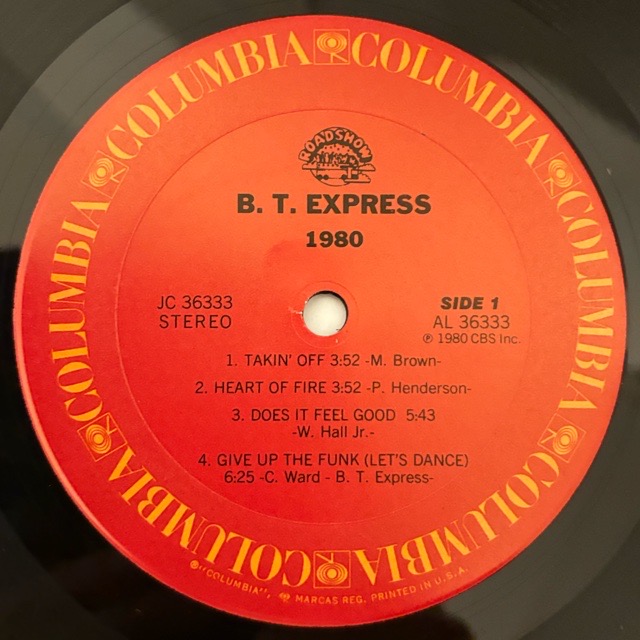 COLUMBIA COLUMBIA COLUMBIA COLUMBIA COLUMBIA COLUMBIA
ROADSHOW
B. T. EXPRESS
1980
JC 36333
STEREO
SIDE 1
AL 36333
℗ 1980 CBS Inc.
1. TAKIN' OFF 3:52 -M. Brown-
2. HEART OF FIRE 3:52 -P. Henderson-
3. DOES IT FEEL GOOD 5:43
-W. Hall Jr.-
4. GIVE UP THE FUNK (LET'S DANCE)
6:25 -C. Ward - B. T. Express-
®"COLUMBIA", MARCAS REG. PRINTED IN U.S.A.